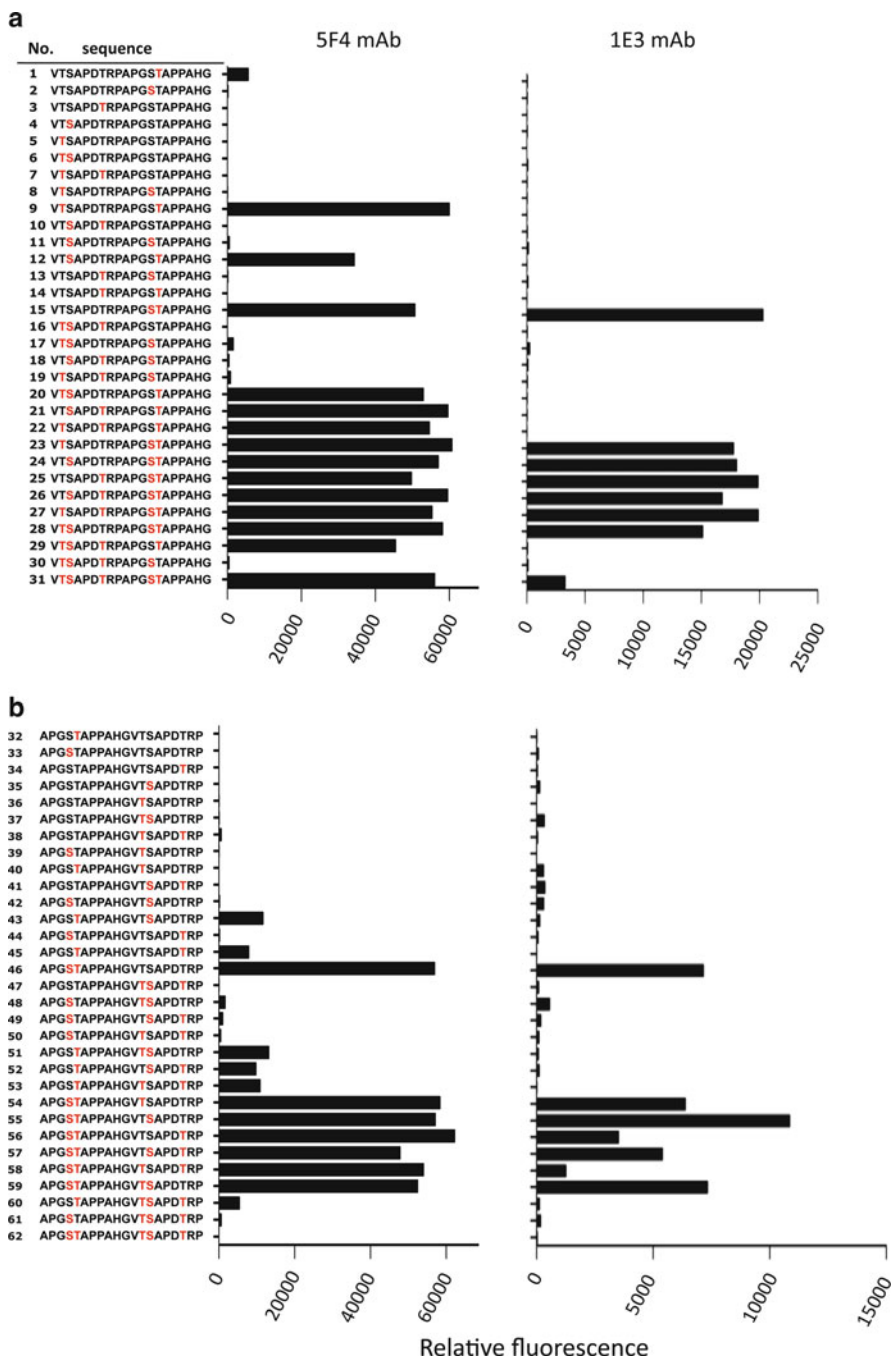 a
5F4 mAb 1E3 mAb
No. sequence
1 VTSAPDTRPAPGSTAPPAHG
2 VTSAPDTRPAPGSTAPPAHG
3 VTSAPDTRPAPGSTAPPAHG
4 VTSAPDTRPAPGSTAPPAHG
5 VTSAPDTRPAPGSTAPPAHG
6 VTSAPDTRPAPGSTAPPAHG
7 VTSAPDTRPAPGSTAPPAHG
8 VTSAPDTRPAPGSTAPPAHG
9 VTSAPDTRPAPGSTAPPAHG
10 VTSAPDTRPAPGSTAPPAHG
11 VTSAPDTRPAPGSTAPPAHG
12 VTSAPDTRPAPGSTAPPAHG
13 VTSAPDTRPAPGSTAPPAHG
14 VTSAPDTRPAPGSTAPPAHG
15 VTSAPDTRPAPGSTAPPAHG
16 VTSAPDTRPAPGSTAPPAHG
17 VTSAPDTRPAPGSTAPPAHG
18 VTSAPDTRPAPGSTAPPAHG
19 VTSAPDTRPAPGSTAPPAHG
20 VTSAPDTRPAPGSTAPPAHG
21 VTSAPDTRPAPGSTAPPAHG
22 VTSAPDTRPAPGSTAPPAHG
23 VTSAPDTRPAPGSTAPPAHG
24 VTSAPDTRPAPGSTAPPAHG
25 VTSAPDTRPAPGSTAPPAHG
26 VTSAPDTRPAPGSTAPPAHG
27 VTSAPDTRPAPGSTAPPAHG
28 VTSAPDTRPAPGSTAPPAHG
29 VTSAPDTRPAPGSTAPPAHG
30 VTSAPDTRPAPGSTAPPAHG
31 VTSAPDTRPAPGSTAPPAHG
0 20000 40000 60000
0 5000 10000 15000 20000 25000
b
32 APGSTAPPAHGVTSAPDTRP
33 APGSTAPPAHGVTSAPDTRP
34 APGSTAPPAHGVTSAPDTRP
35 APGSTAPPAHGVTSAPDTRP
36 APGSTAPPAHGVTSAPDTRP
37 APGSTAPPAHGVTSAPDTRP
38 APGSTAPPAHGVTSAPDTRP
39 APGSTAPPAHGVTSAPDTRP
40 APGSTAPPAHGVTSAPDTRP
41 APGSTAPPAHGVTSAPDTRP
42 APGSTAPPAHGVTSAPDTRP
43 APGSTAPPAHGVTSAPDTRP
44 APGSTAPPAHGVTSAPDTRP
45 APGSTAPPAHGVTSAPDTRP
46 APGSTAPPAHGVTSAPDTRP
47 APGSTAPPAHGVTSAPDTRP
48 APGSTAPPAHGVTSAPDTRP
49 APGSTAPPAHGVTSAPDTRP
50 APGSTAPPAHGVTSAPDTRP
51 APGSTAPPAHGVTSAPDTRP
52 APGSTAPPAHGVTSAPDTRP
53 APGSTAPPAHGVTSAPDTRP
54 APGSTAPPAHGVTSAPDTRP
55 APGSTAPPAHGVTSAPDTRP
56 APGSTAPPAHGVTSAPDTRP
57 APGSTAPPAHGVTSAPDTRP
58 APGSTAPPAHGVTSAPDTRP
59 APGSTAPPAHGVTSAPDTRP
60 APGSTAPPAHGVTSAPDTRP
61 APGSTAPPAHGVTSAPDTRP
62 APGSTAPPAHGVTSAPDTRP
0 20000 40000 60000
0 5000 10000 15000
Relative fluorescence